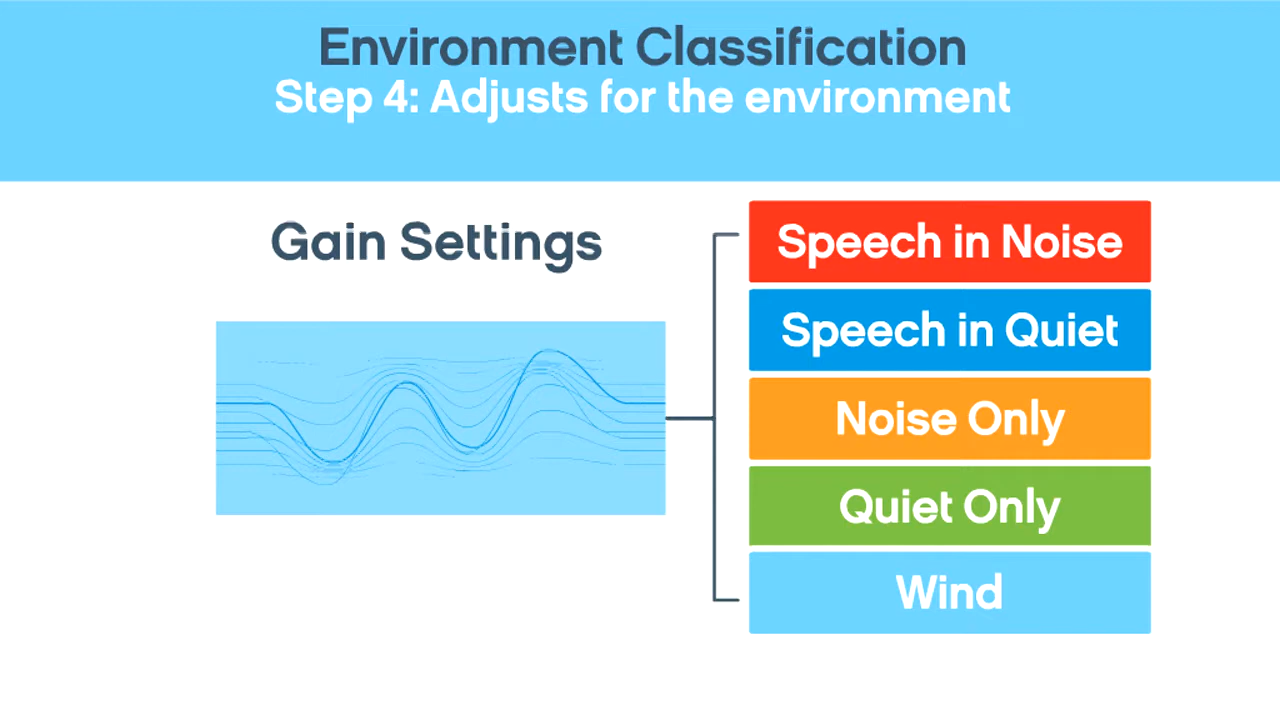 Environment Classification
Step 4: Adjusts for the environment
Gain Settings
Speech in Noise
Speech in Quiet
Noise Only
Quiet Only
Wind